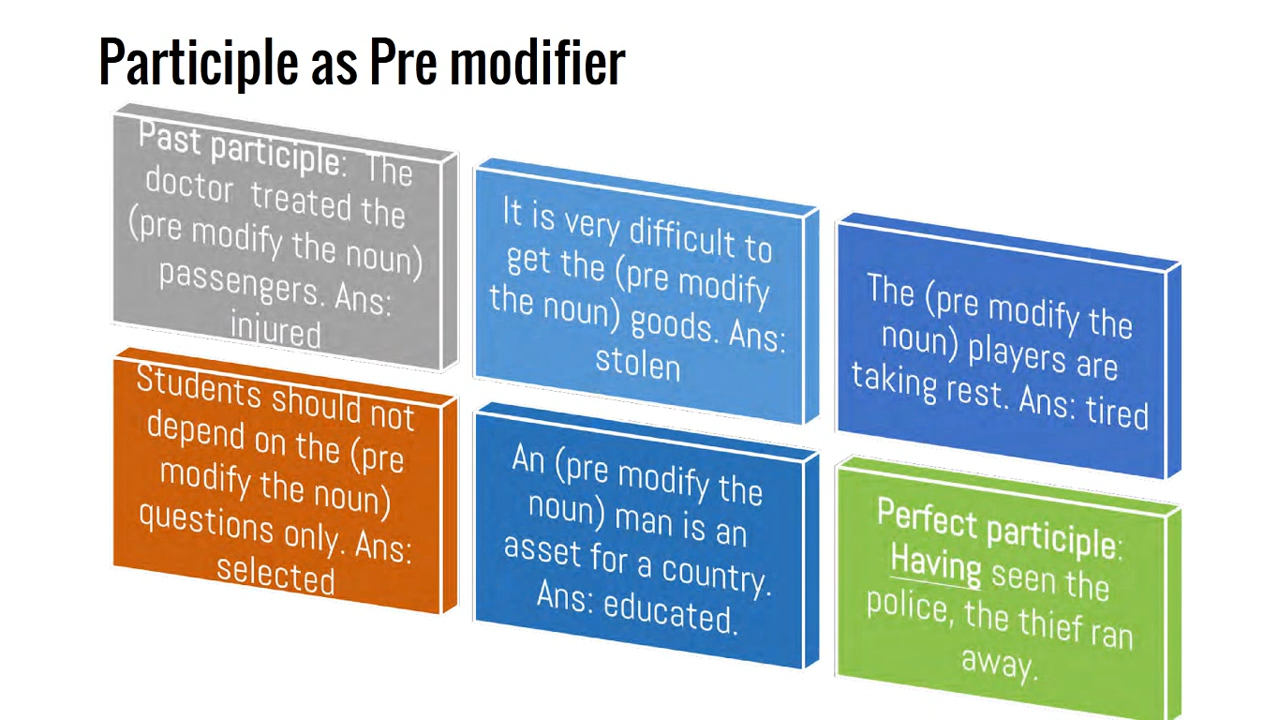 Participle as Pre modifier
Past participle: The
doctor treated the
(pre modify the noun)
passengers. Ans:
injured
It is very difficult to
get the (pre modify
the noun) goods. Ans:
stolen
The (pre modify the
noun) players are
taking rest. Ans: tired
Students should not
depend on the (pre
modify the noun)
questions only. Ans:
selected
An (pre modify the
noun) man is an
asset for a country.
Ans: educated.
Perfect participle:
Having seen the
police, the thief ran
away.